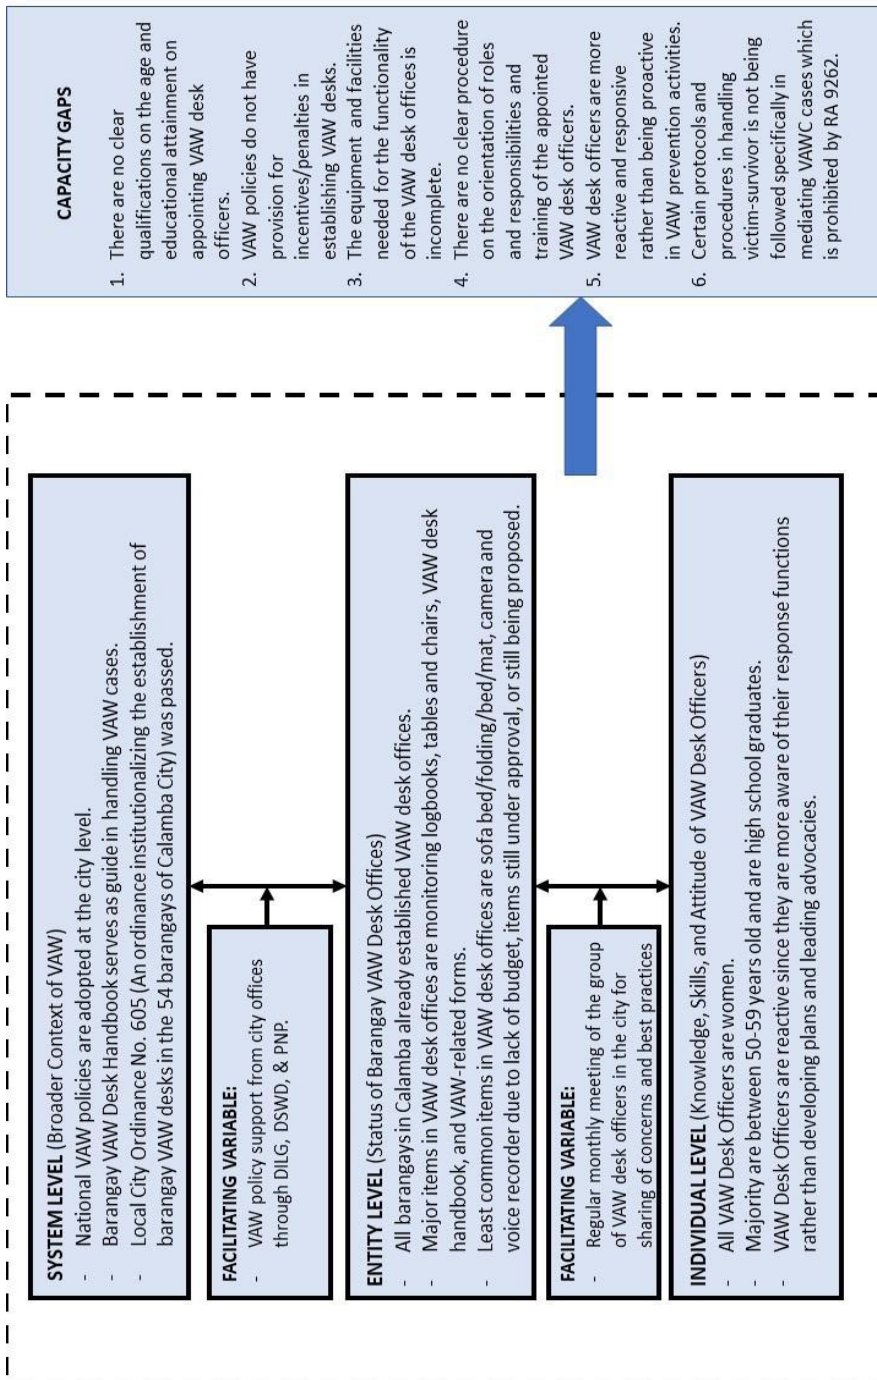 SYSTEM LEVEL (Broader Context of VAW)
- National VAW policies are adopted at the city level.
- Barangay VAW Desk Handbook serves as guide in handling VAW cases.
- Local City Ordinance No. 605 (An ordinance institutionalizing the establishment of
barangay VAW desks in the 54 barangays of Calamba City) was passed.
FACILITATING VARIABLE:
- VAW policy support from city offices
through DILG, DSWD, & PNP.
ENTITY LEVEL (Status of Barangay VAW Desk Offices)
- All barangays in Calamba already established VAW desk offices.
- Major items in VAW desk offices are monitoring logbooks, tables and chairs, VAW desk
handbook, and VAW-related forms.
- Least common items in VAW desk offices are sofa bed/folding/bed/mat, camera and
voice recorder due to lack of budget, items still under approval, or still being proposed.
FACILITATING VARIABLE:
- Regular monthly meeting of the group
of VAW desk officers in the city for
sharing of concerns and best practices
INDIVIDUAL LEVEL (Knowledge, Skills, and Attitude of VAW Desk Officers)
- All VAW Desk Officers are women.
- Majority are between 50-59 years old and are high school graduates.
- VAW Desk Officers are reactive since they are more aware of their response functions
rather than developing plans and leading advocacies.
CAPACITY GAPS
1. There are no clear
qualifications on the age and
educational attainment on
appointing VAW desk
officers.
2. VAW policies do not have
provision for
incentives/penalties in
establishing VAW desks.
3. The equipment and facilities
needed for the functionality
of the VAW desk offices is
incomplete.
4. There are no clear procedure
on the orientation of roles
and responsibilities and
training of the appointed
VAW desk officers.
5. VAW desk officers are more
reactive and responsive
rather than being proactive
in VAW prevention activities.
6. Certain protocols and
procedures in handling
victim-survivor is not being
followed specifically in
mediating VAWC cases which
is prohibited by RA 9262.